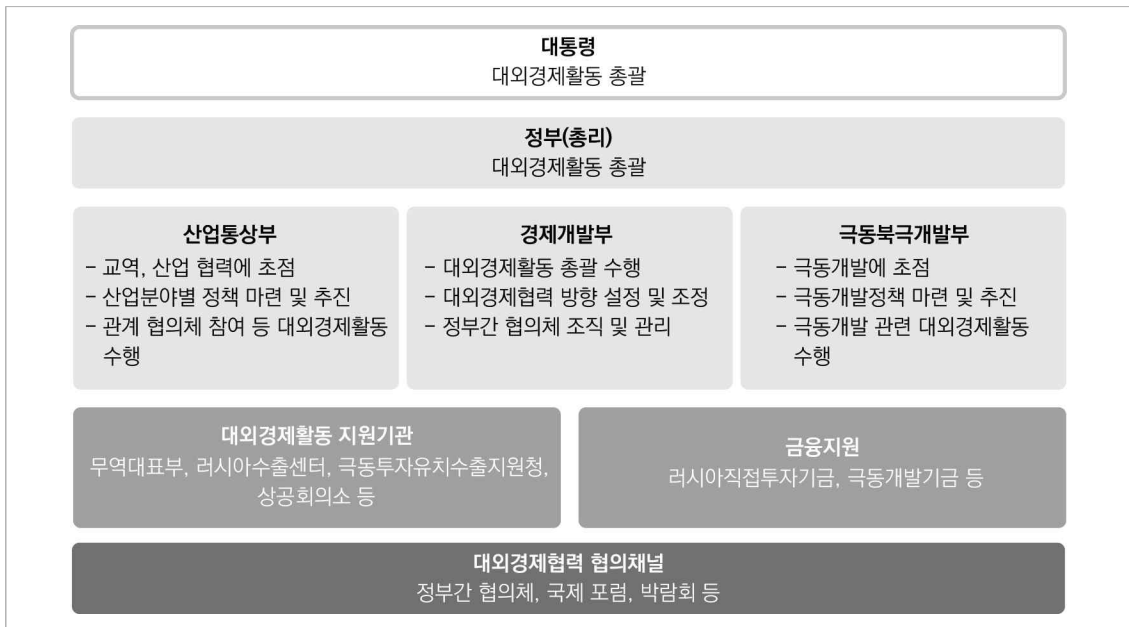 대통령
대외경제활동 총괄
정부(총리)
대외경제활동 총괄
산업통상부
– 교역, 산업 협력에 초점
– 산업분야별 정책 마련 및 추진
– 관계 협의체 참여 등 대외경제활동
수행
경제개발부
– 대외경제활동 총괄 수행
– 대외경제협력 방향 설정 및 조정
– 정부간 협의체 조직 및 관리
극동북극개발부
– 극동개발에 초점
– 극동개발정책 마련 및 추진
– 극동개발 관련 대외경제활동
수행
대외경제활동 지원기관
무역대표부, 러시아수출센터, 극동투자유치수출지원청,
상공회의소 등
금융지원
러시아직접투자기금, 극동개발기금 등
대외경제협력 협의채널
정부간 협의체, 국제 포럼, 박람회 등